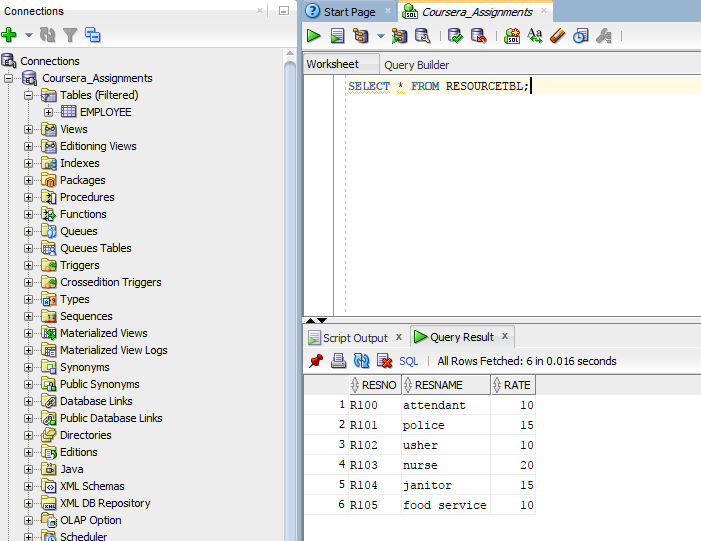 Connections
Connections
Coursera_Assignments
Tables (Filtered)
EMPLOYEE
Views
Editioning Views
Indexes
Packages
Procedures
Functions
Queues
Queues Tables
Triggers
Crossedition Triggers
Types
Sequences
Materialized Views
Materialized View Logs
Synonyms
Public Synonyms
Database Links
Public Database Links
Directories
Editions
Java
XML Schemas
XML DB Repository
OLAP Option
Scheduler
Start Page
Coursera_Assignments
Worksheet Query Builder
SELECT * FROM RESOURCETBL;
Script Output x Query Result x
SQL | All Rows Fetched: 6 in 0.016 seconds
RESNO RESNAME RATE
1 R100 attendant 10
2 R101 police 15
3 R102 usher 10
4 R103 nurse 20
5 R104 janitor 15
6 R105 food service 10